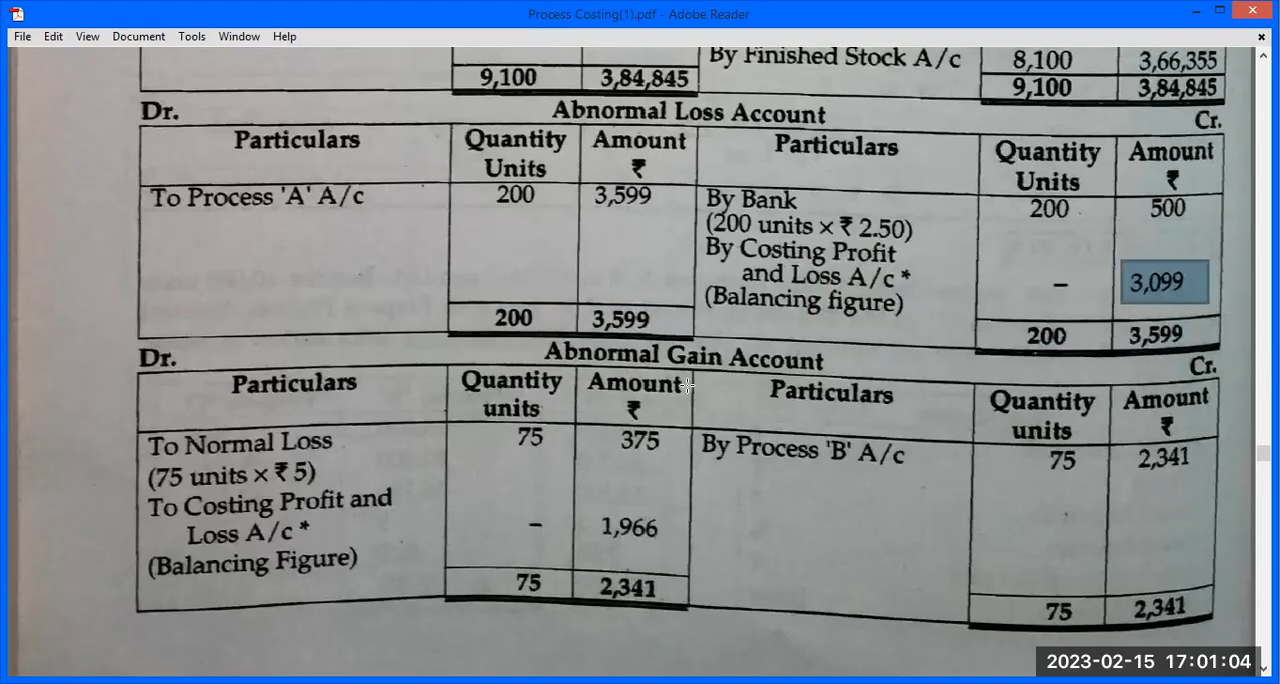 Process Costing(1).pdf - Adobe Reader
File Edit View Document Tools Window Help
By Finished Stock A/c 8,100 3,66,355
9,100 3,84,845 9,100 3,84,845
Dr. Abnormal Loss Account Cr.
Particulars Quantity Units Amount ₹ Particulars Quantity Units Amount ₹
To Process 'A' A/c 200 3,599 By Bank 200 500
(200 units × ₹ 2.50)
By Costing Profit
and Loss A/c * – 3,099
(Balancing figure)
200 3,599 200 3,599
Dr. Abnormal Gain Account Cr.
Particulars Quantity units Amount ₹ Particulars Quantity units Amount ₹
To Normal Loss 75 375 By Process 'B' A/c 75 2,341
(75 units × ₹ 5)
To Costing Profit and
Loss A/c * – 1,966
(Balancing Figure)
75 2,341 75 2,341
2023-02-15 17:01:04